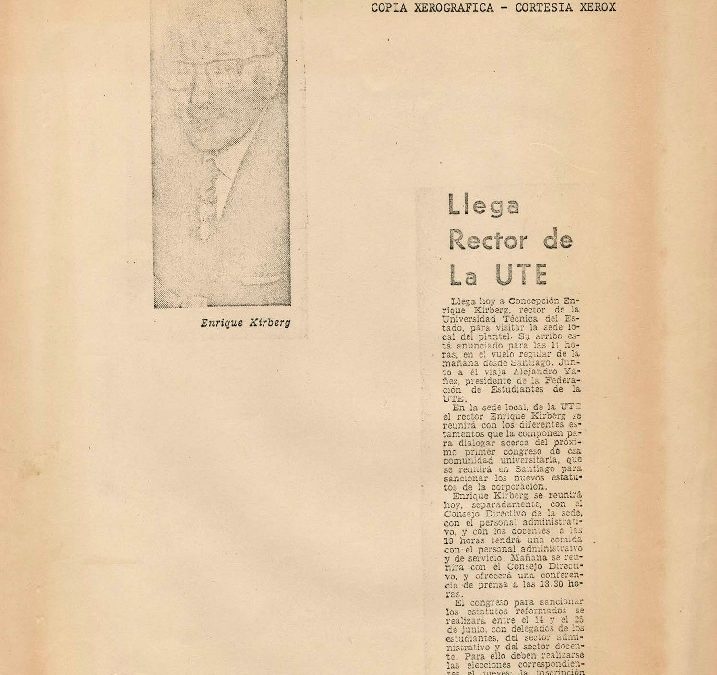 COPIA XEROGRAFICA - CORTESIA XEROX
Enrique Kirberg
Llega
Rector de
La UTE
Llega hoy a Concepción En-
rique Kirberg, rector de la
Universidad Técnica del Es-
tado, para visitar la sede lo-
cal del plantel. Su arribo es-
tá anunciado para las 11 ho-
ras, en el vuelo regular de la
mañana desde Santiago. Jun-
to a él viaja Alejandro Yá-
ñez, presidente de la Federa-
ción de Estudiantes de la
UTE.
En la sede local, de la UTE
el rector Enrique Kirberg se
reunirá con los diferentes es-
tamentos que la componen pa-
ra dialogar acerca del próxi-
mo primer congreso de esa
comunidad universitaria, que
se reunirá en Santiago para
sancionar los nuevos estatu-
tos de la corporación.
Enrique Kirberg se reunirá
hoy, separadamente, con el
Consejo Directivo de la sede,
con el personal administrati-
vo, y con los docentes a las
19 horas tendrá una comida
con el personal administrativo
y de servicio. Mañana se reu-
nirá con el Consejo Directi-
vo, y ofrecerá una conferen-
cia de prensa a las 18.30 ho-
ras.
El congreso para sancionar
los estatutos reformados se
realizará entre el 14 y el 26
de junio, con delegados de los
estudiantes, del sector admi-
nistrativo y del sector docen-
te. Para ello deben realizarse
las elecciones correspondien-
el jueves; la inscripción